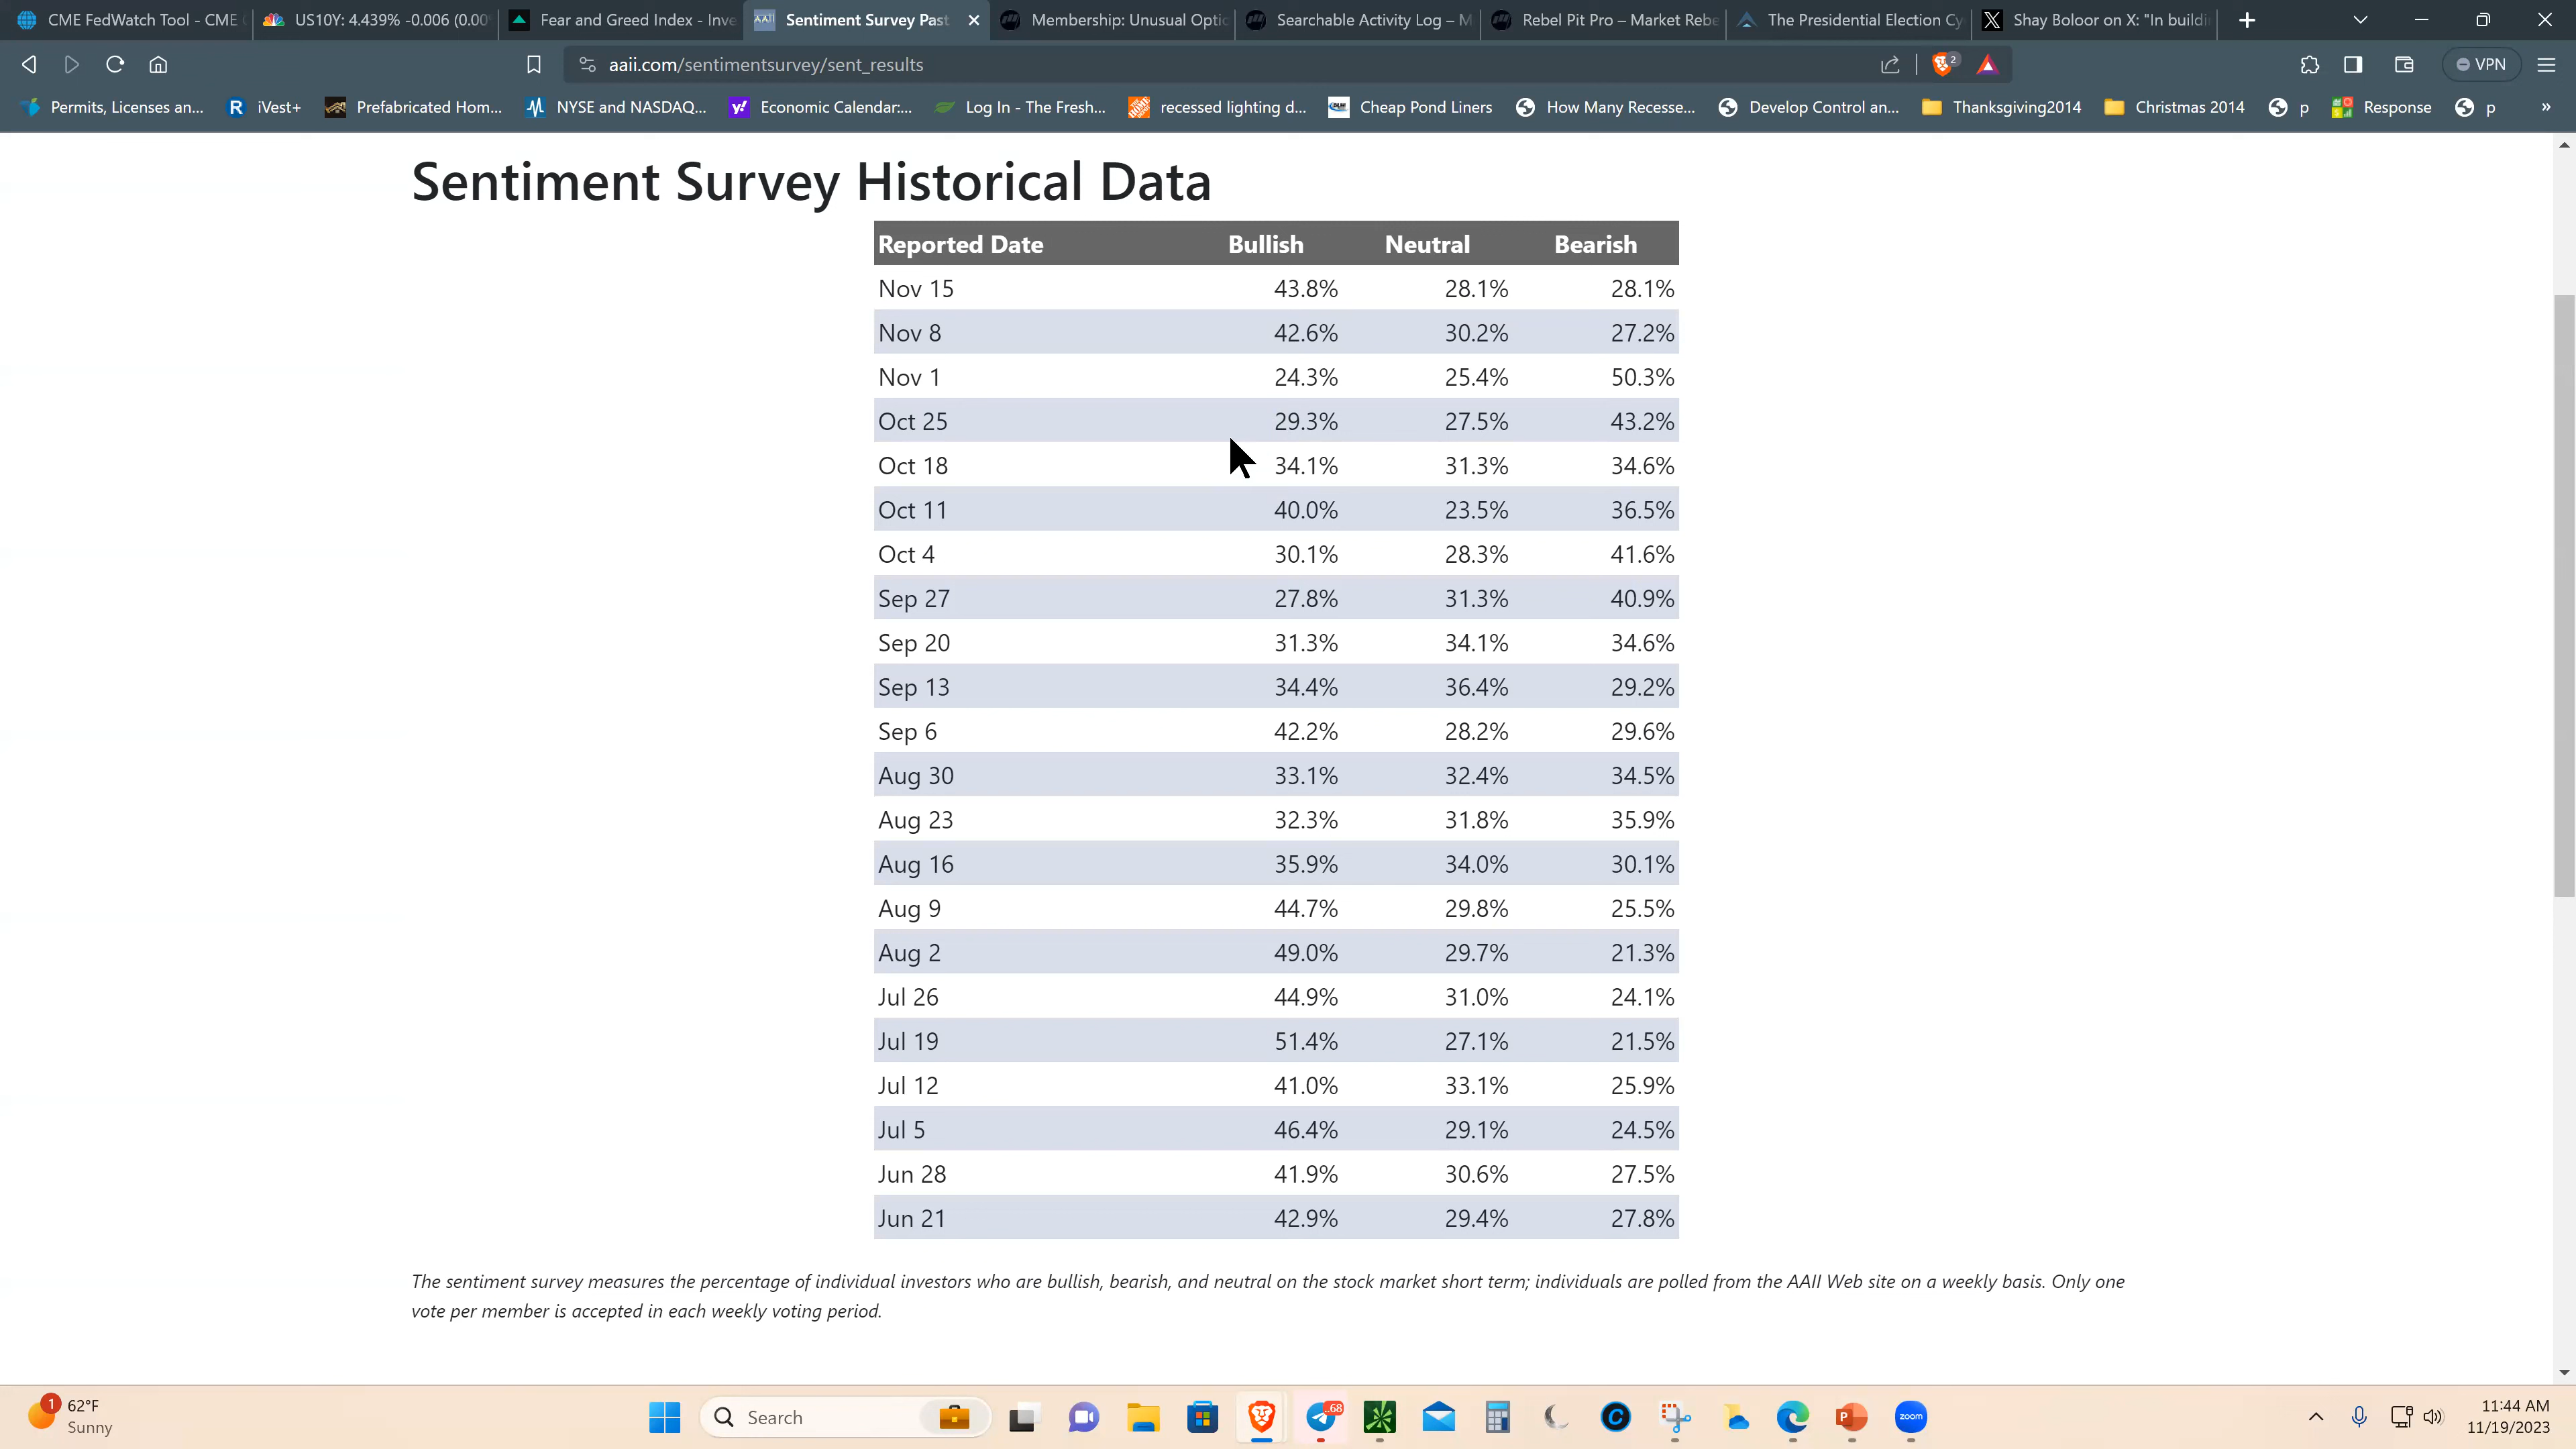 CME FedWatch Tool - CME
US10Y: 4.439% -0.006 (0.00
Fear and Greed Index - Inve
AAII
Sentiment Survey Past
Membership: Unusual Optio
Searchable Activity Log – M
Rebel Pit Pro – Market Rebe
The Presidential Election Cy
X
Shay Boloor on X: "In buildi
aaii.com/sentimentsurvey/sent_results
2
VPN
Permits, Licenses an...
R
iVest+
Prefabricated Hom...
NYSE and NASDAQ...
y!
Economic Calendar:...
Log In - The Fresh...
recessed lighting d...
Cheap Pond Liners
How Many Recesse...
Develop Control an...
Thanksgiving2014
Christmas 2014
p
Response
p
»
Sentiment Survey Historical Data
Reported Date Bullish Neutral Bearish
Nov 15 43.8% 28.1% 28.1%
Nov 8 42.6% 30.2% 27.2%
Nov 1 24.3% 25.4% 50.3%
Oct 25 29.3% 27.5% 43.2%
Oct 18 34.1% 31.3% 34.6%
Oct 11 40.0% 23.5% 36.5%
Oct 4 30.1% 28.3% 41.6%
Sep 27 27.8% 31.3% 40.9%
Sep 20 31.3% 34.1% 34.6%
Sep 13 34.4% 36.4% 29.2%
Sep 6 42.2% 28.2% 29.6%
Aug 30 33.1% 32.4% 34.5%
Aug 23 32.3% 31.8% 35.9%
Aug 16 35.9% 34.0% 30.1%
Aug 9 44.7% 29.8% 25.5%
Aug 2 49.0% 29.7% 21.3%
Jul 26 44.9% 31.0% 24.1%
Jul 19 51.4% 27.1% 21.5%
Jul 12 41.0% 33.1% 25.9%
Jul 5 46.4% 29.1% 24.5%
Jun 28 41.9% 30.6% 27.5%
Jun 21 42.9% 29.4% 27.8%
The sentiment survey measures the percentage of individual investors who are bullish, bearish, and neutral on the stock market short term; individuals are polled from the AAII Web site on a weekly basis. Only one
vote per member is accepted in each weekly voting period.
1
62°F
Sunny
Search
68
C
P
zoom
11:44 AM
11/19/2023